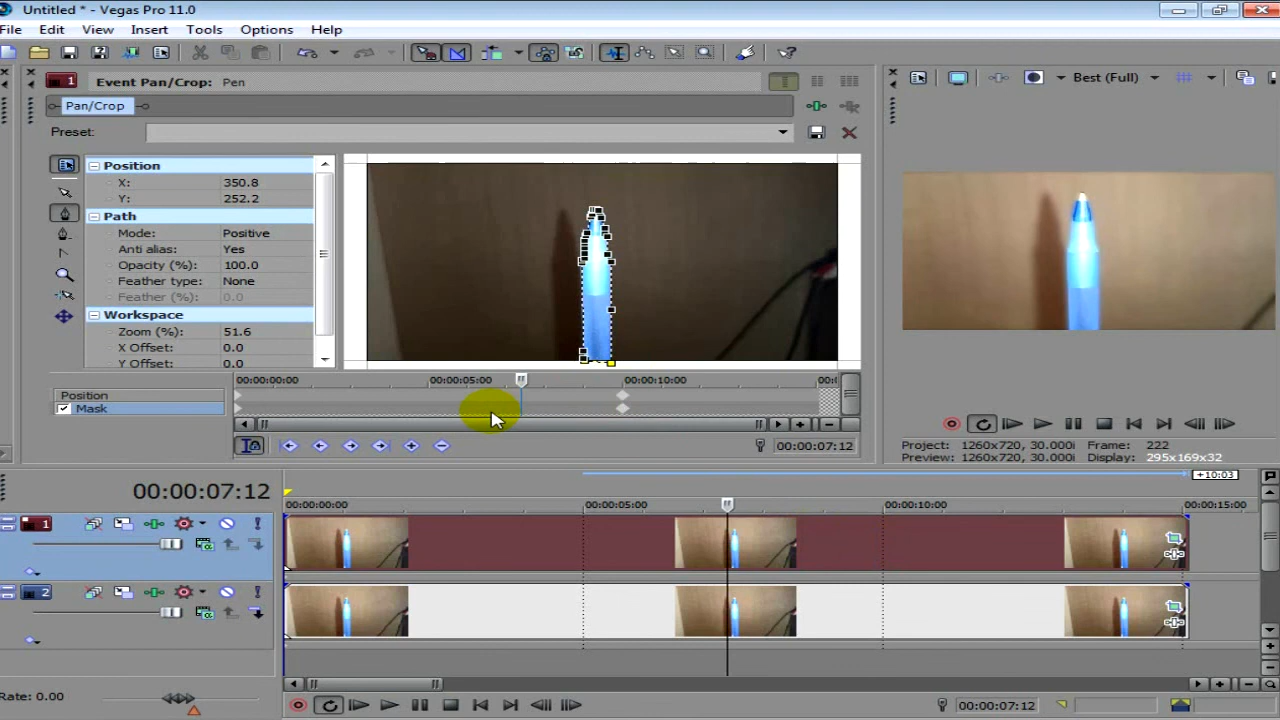 Untitled * - Vegas Pro 11.0
File Edit View Insert Tools Options Help
1 Event Pan/Crop: Pen
Pan/Crop
Preset:
Best (Full)
Position
X: 350.8
Y: 252.2
Path
Mode: Positive
Anti alias: Yes
Opacity (%): 100.0
Feather type: None
Feather (%): 0.0
Workspace
Zoom (%): 51.6
X Offset: 0.0
Y Offset: 0.0
00:00:00:00 00:00:05:00 00:00:10:00 00:0
Position
Mask
00:00:07:12
Project: 1260x720, 30.000i Frame: 222
Preview: 1260x720, 30.000i Display: 295x169x32
+10:03
00:00:07:12
00:00:00:00 00:00:05:00 00:00:10:00 00:00:15:00
1
2
Rate: 0.00
00:00:07:12